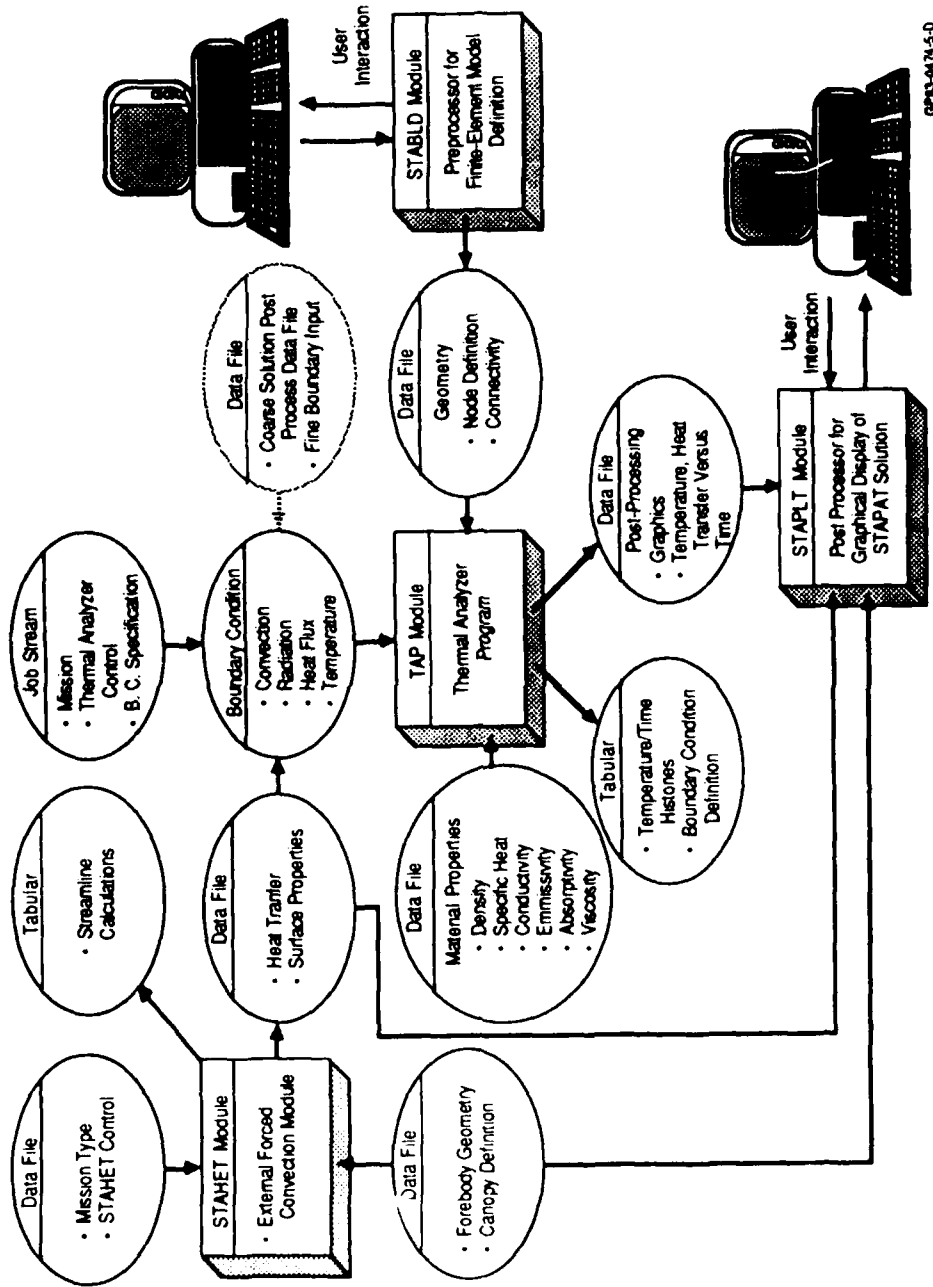 Data File
· Mission Type
· STAHET Control
Tabular
· Streamline
Calculations
Job Stream
· Mission
· Thermal Analyzer
Control
· B. C. Specification
Data File
· Coarse Solution Post
Process Data File
· Fine Boundary Input
User
Interaction
STAHET Module
· External Forced
Convection Module
Data File
· Heat Tranfer
· Surface Properties
Boundary Condition
· Convection
· Radiation
· Heat Flux
· Temperature
STABLD Module
Preprocessor for
Finite-Element Model
Definition
Data File
· Forebody Geometry
· Canopy Definition
Data File
Material Properties
· Density
· Specific Heat
· Conductivity
· Emmissivity
· Absorptivity
· Viscosity
TAP Module
Thermal Analyzer
Program
Data File
Geometry
· Node Definition
· Connectivity
Tabular
· Temperature/Time
Histories
· Boundary Condition
Definition
Data File
Post-Processing
· Graphics
· Temperature, Heat
Transfer Versus
Time
User
Interaction
STAPLT Module
Post Processor for
Graphical Display of
STAPAT Solution
GP83-0474-5-D